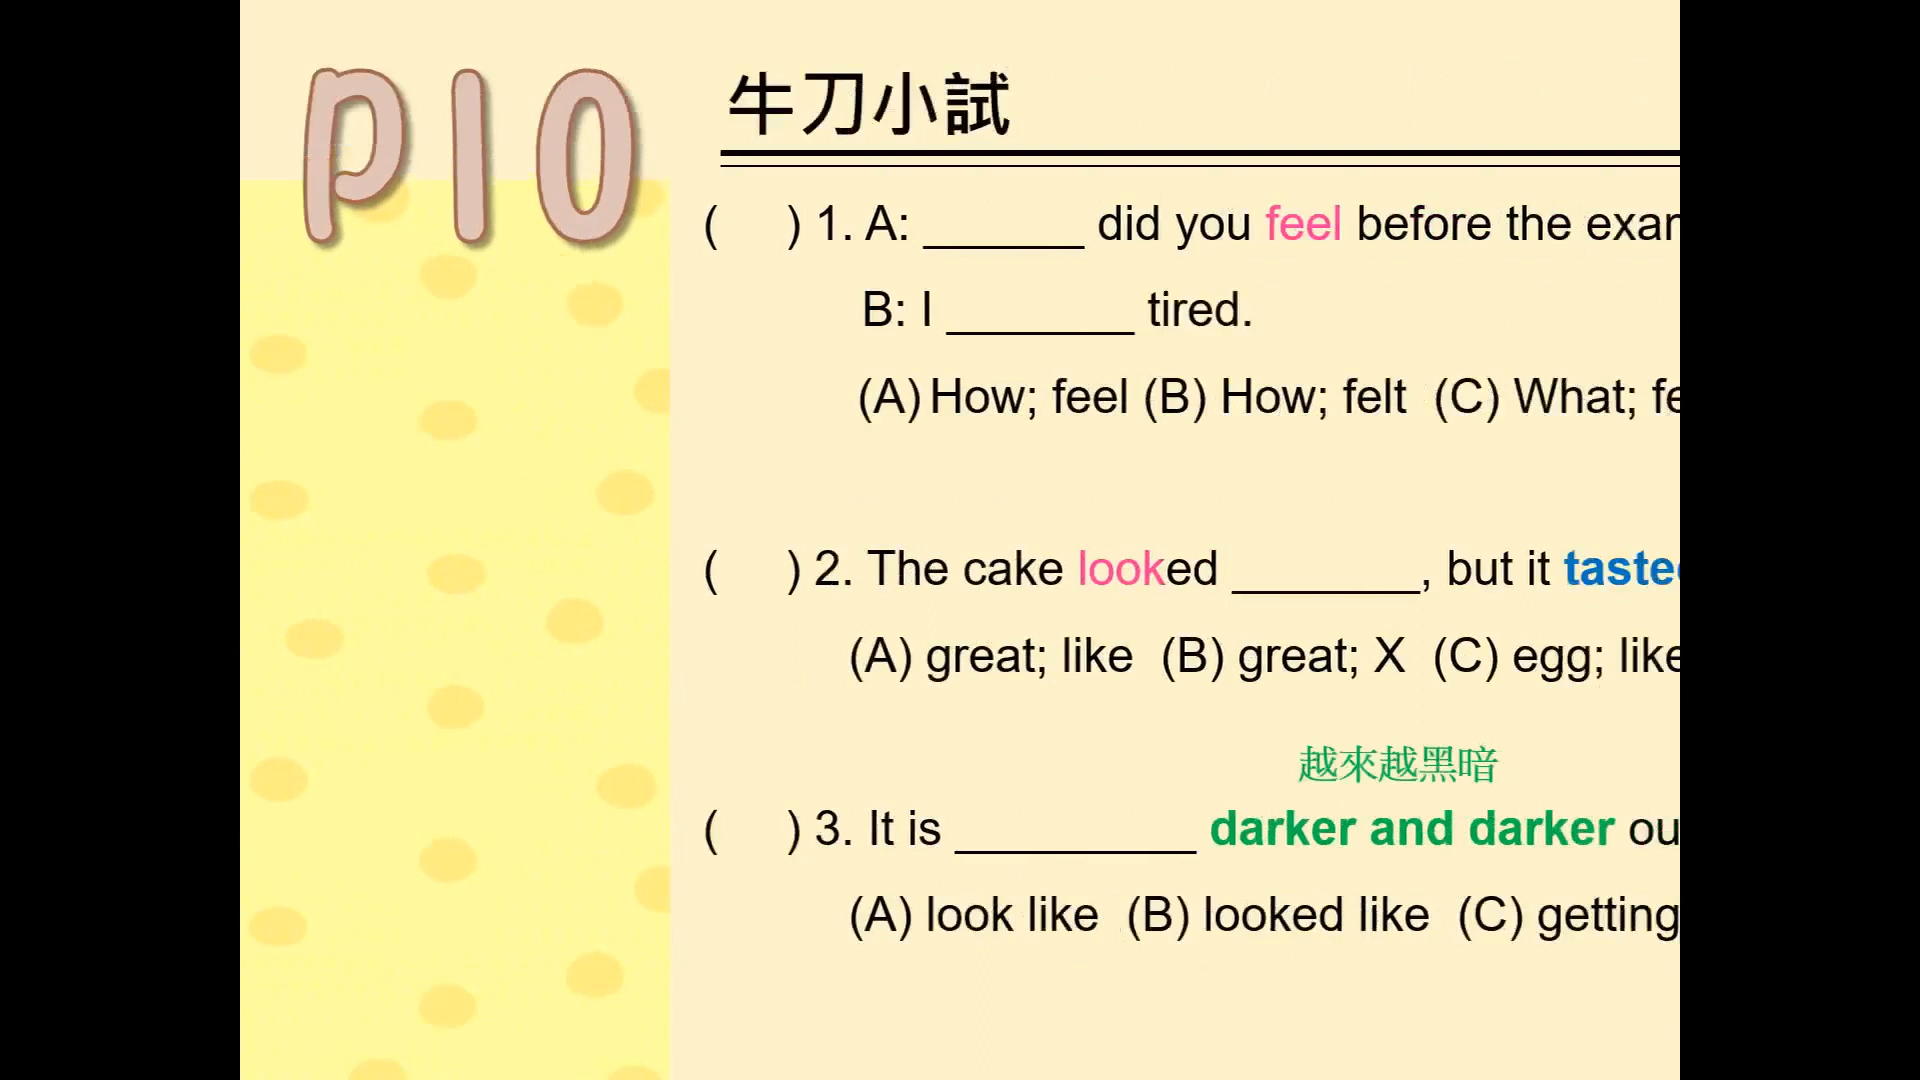 P10
牛刀小試
( ) 1. A: ______ did you feel before the exam
B: I _______ tired.
(A) How; feel (B) How; felt (C) What; fe
( ) 2. The cake looked _______, but it tasted
(A) great; like (B) great; X (C) egg; like
越來越黑暗
( ) 3. It is _________ darker and darker ou
(A) look like (B) looked like (C) getting